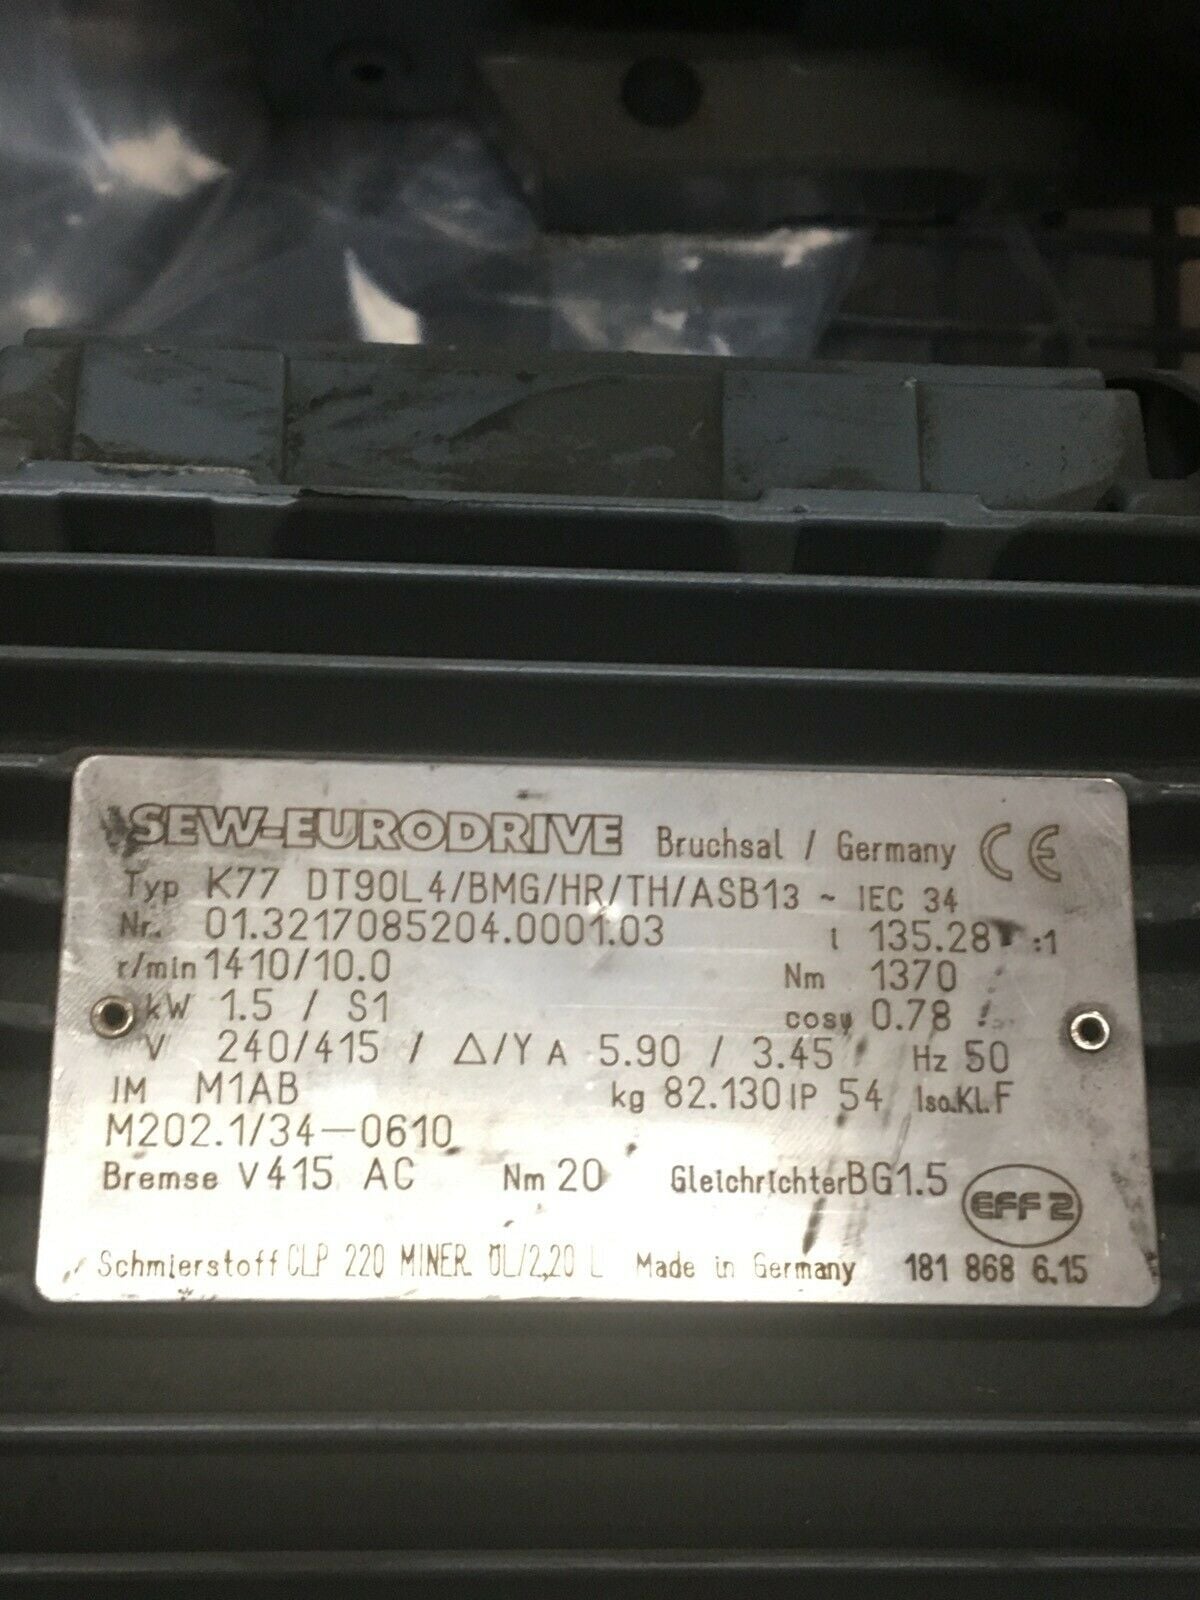 SEW-EURODRIVE Bruchsal / Germany CE
Typ K77 DT90L4/BMG/HR/TH/ASB13 ~ IEC 34
Nr. 01.3217085204.0001.03 i 135.28 :1
r/min 1410/10.0 Nm 1370
kW 1.5 / S1 cosφ 0.78
V 240/415 / Δ/Y A 5.90 / 3.45 Hz 50
IM M1AB kg 82.130 IP 54 Iso.Kl. F
M202.1/34-0610
Bremse V 415 AC Nm 20 Gleichrichter BG1.5 EFF 2
Schmierstoff CLP 220 MINER. ÖL/2,20 L Made in Germany 181 868 6.15